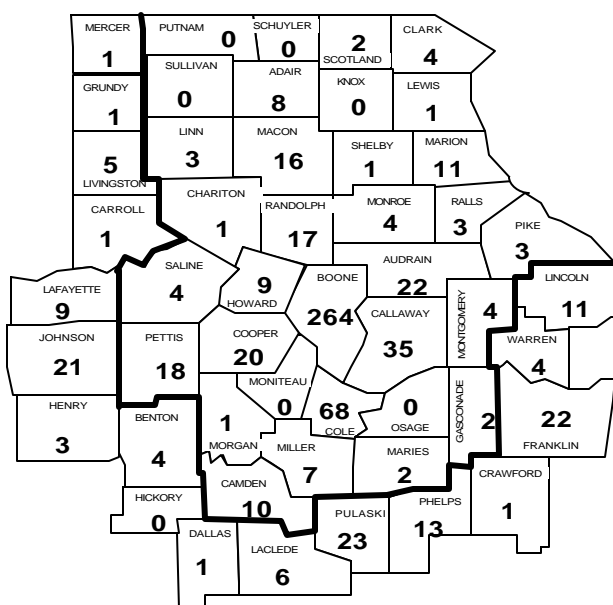 MERCER
1
PUTNAM
0
SCHUYLER
0
2
SCOTLAND
CLARK
4
GRUNDY
1
SULLIVAN
0
ADAIR
8
KNOX
0
LEWIS
1
5
LIVINGSTON
LINN
3
MACON
16
SHELBY
1
MARION
11
CARROLL
1
CHARITON
1
RANDOLPH
17
MONROE
4
RALLS
3
PIKE
3
LAFAYETTE
9
SALINE
4
9
HOWARD
BOONE
264
AUDRAIN
22
CALLAWAY
35
MONTGOMERY
4
LINCOLN
11
WARREN
4
JOHNSON
21
PETTIS
18
COOPER
20
MONITEAU
0
68
COLE
0
OSAGE
GASCONADE
2
22
FRANKLIN
HENRY
3
BENTON
4
1
MORGAN
MILLER
7
MARIES
2
CRAWFORD
1
HICKORY
0
CAMDEN
10
PULASKI
23
PHELPS
13
DALLAS
1
LACLEDE
6